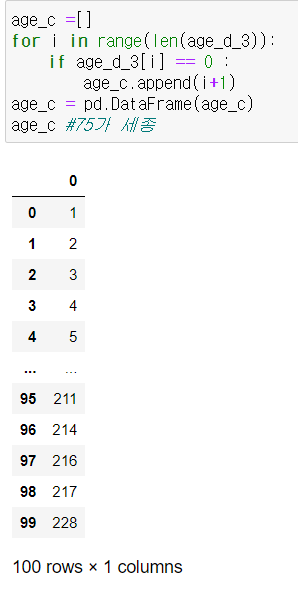 age_c =[]
for i in range(len(age_d_3)):
    if age_d_3[i] == 0 :
        age_c.append(i+1)
age_c = pd.DataFrame(age_c)
age_c #75가 세종
0
0 1
1 2
2 3
3 4
4 5
... ...
95 211
96 214
97 216
98 217
99 228
100 rows × 1 columns